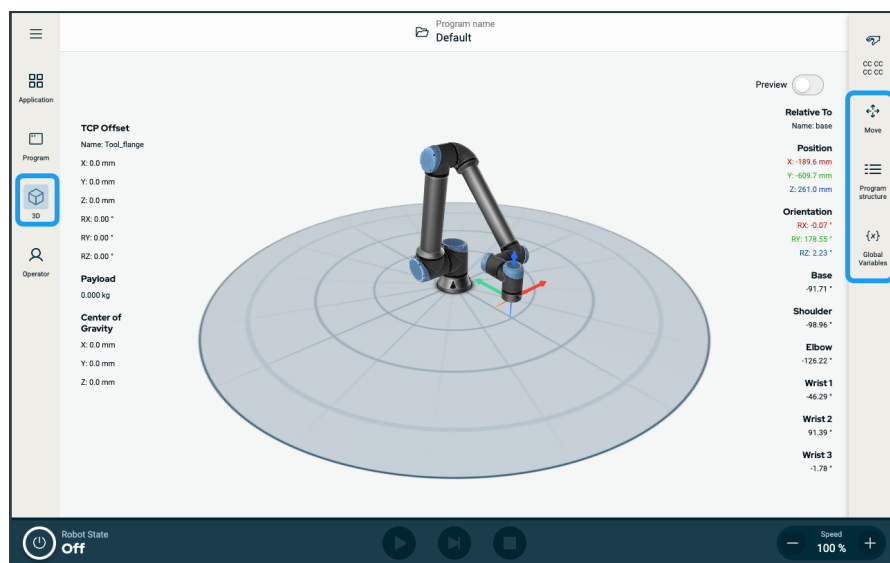 Program name
Default
Application
Program
3D
Operator
TCP Offset
Name: Tool_flange
X: 0.0 mm
Y: 0.0 mm
Z: 0.0 mm
RX: 0.00 °
RY: 0.00 °
RZ: 0.00 °
Payload
0.000 kg
Center of
Gravity
X: 0.0 mm
Y: 0.0 mm
Z: 0.0 mm
Preview
Relative To
Name: base
Position
X: -189.6 mm
Y: -609.7 mm
Z: 261.0 mm
Orientation
RX: -0.07 °
RY: 178.55 °
RZ: 2.23 °
Base
-91.71 °
Shoulder
-98.96 °
Elbow
-126.22 °
Wrist 1
-46.29 °
Wrist 2
91.39 °
Wrist 3
-1.78 °
CC CC
CC CC
Move
Program
structure
{x}
Global
Variables
Robot State
Off
Speed
100 %